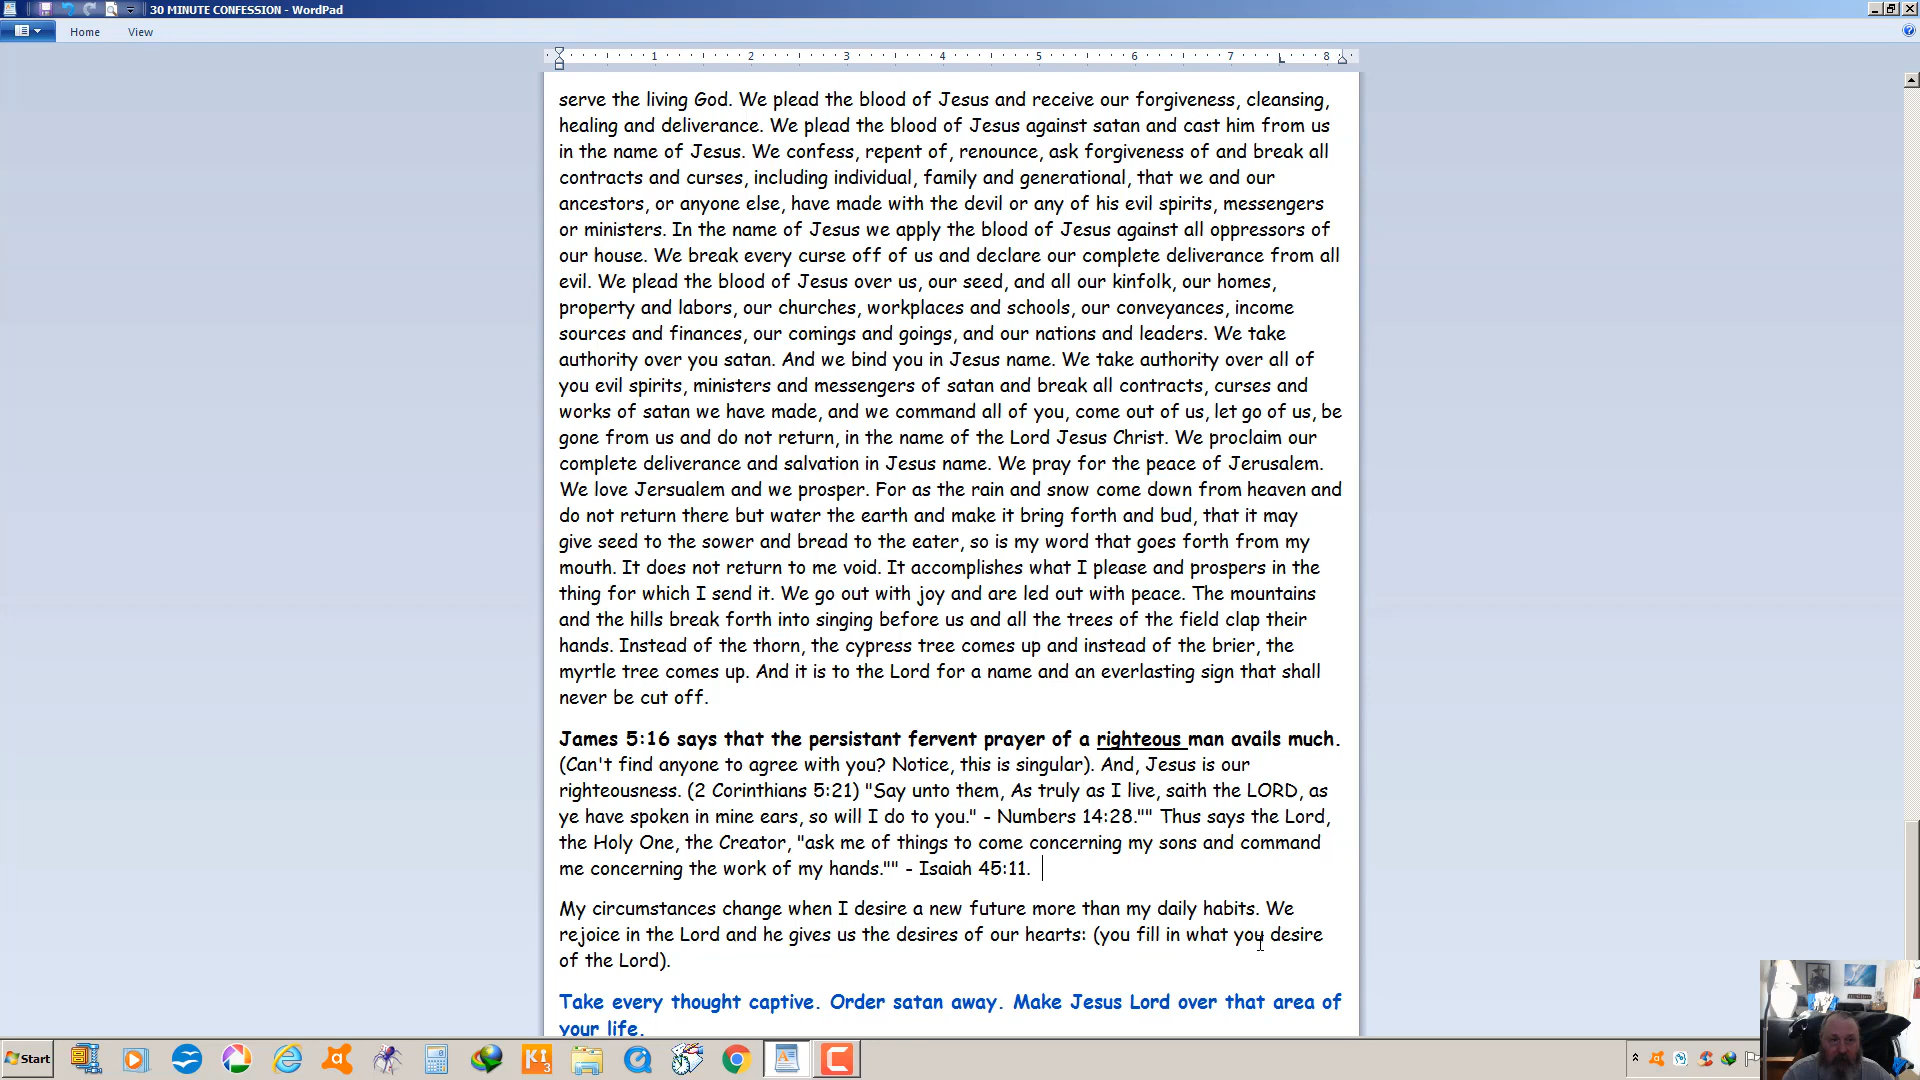 30 MINUTE CONFESSION - WordPad
Home View
1 2 3 4 5 6 7 8
serve the living God. We plead the blood of Jesus and receive our forgiveness, cleansing,
healing and deliverance. We plead the blood of Jesus against satan and cast him from us
in the name of Jesus. We confess, repent of, renounce, ask forgiveness of and break all
contracts and curses, including individual, family and generational, that we and our
ancestors, or anyone else, have made with the devil or any of his evil spirits, messengers
or ministers. In the name of Jesus we apply the blood of Jesus against all oppressors of
our house. We break every curse off of us and declare our complete deliverance from all
evil. We plead the blood of Jesus over us, our seed, and all our kinfolk, our homes,
property and labors, our churches, workplaces and schools, our conveyances, income
sources and finances, our comings and goings, and our nations and leaders. We take
authority over you satan. And we bind you in Jesus name. We take authority over all of
you evil spirits, ministers and messengers of satan and break all contracts, curses and
works of satan we have made, and we command all of you, come out of us, let go of us, be
gone from us and do not return, in the name of the Lord Jesus Christ. We proclaim our
complete deliverance and salvation in Jesus name. We pray for the peace of Jerusalem.
We love Jersualem and we prosper. For as the rain and snow come down from heaven and
do not return there but water the earth and make it bring forth and bud, that it may
give seed to the sower and bread to the eater, so is my word that goes forth from my
mouth. It does not return to me void. It accomplishes what I please and prospers in the
thing for which I send it. We go out with joy and are led out with peace. The mountains
and the hills break forth into singing before us and all the trees of the field clap their
hands. Instead of the thorn, the cypress tree comes up and instead of the brier, the
myrtle tree comes up. And it is to the Lord for a name and an everlasting sign that shall
never be cut off.
James 5:16 says that the persistant fervent prayer of a righteous man avails much.
(Can't find anyone to agree with you? Notice, this is singular). And, Jesus is our
righteousness. (2 Corinthians 5:21) "Say unto them, As truly as I live, saith the LORD, as
ye have spoken in mine ears, so will I do to you." - Numbers 14:28."" Thus says the Lord,
the Holy One, the Creator, "ask me of things to come concerning my sons and command
me concerning the work of my hands."" - Isaiah 45:11.
My circumstances change when I desire a new future more than my daily habits. We
rejoice in the Lord and he gives us the desires of our hearts: (you fill in what you desire
of the Lord).
Take every thought captive. Order satan away. Make Jesus Lord over that area of
your life.
Start